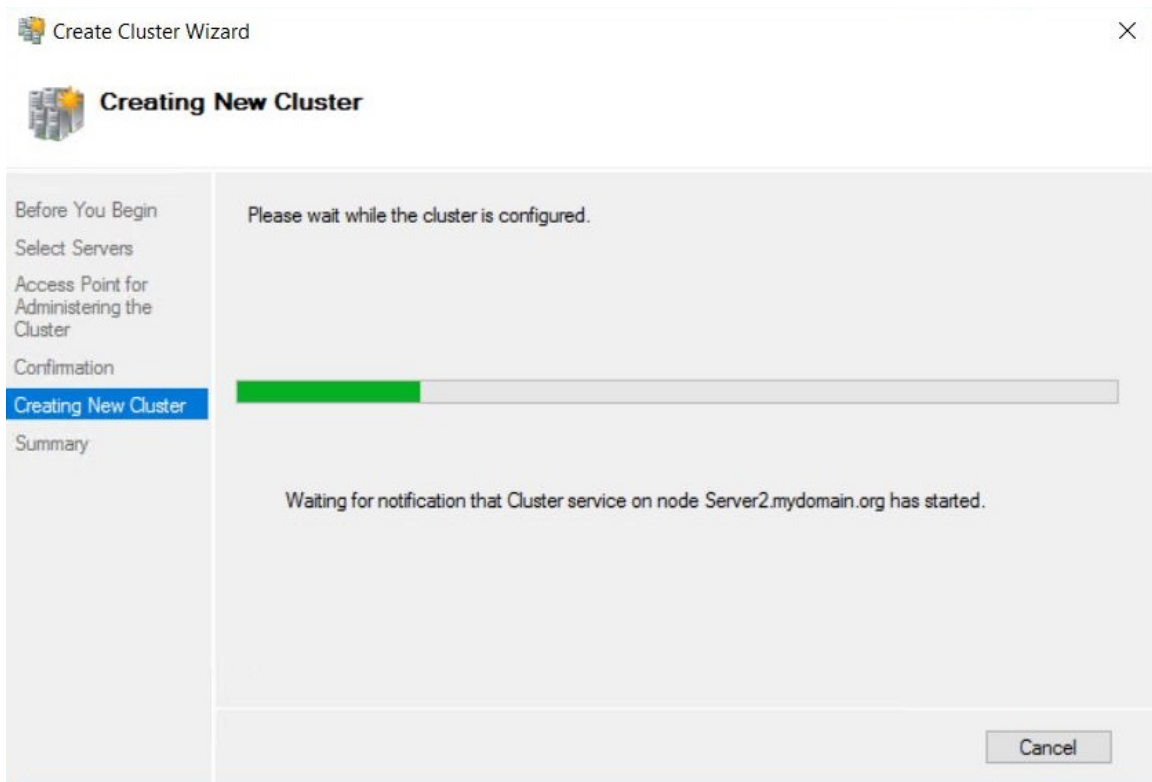 Create Cluster Wizard
Creating New Cluster
Before You Begin
Select Servers
Access Point for
Administering the
Cluster
Confirmation
Creating New Cluster
Summary
Please wait while the cluster is configured.
Waiting for notification that Cluster service on node Server2.mydomain.org has started.
Cancel